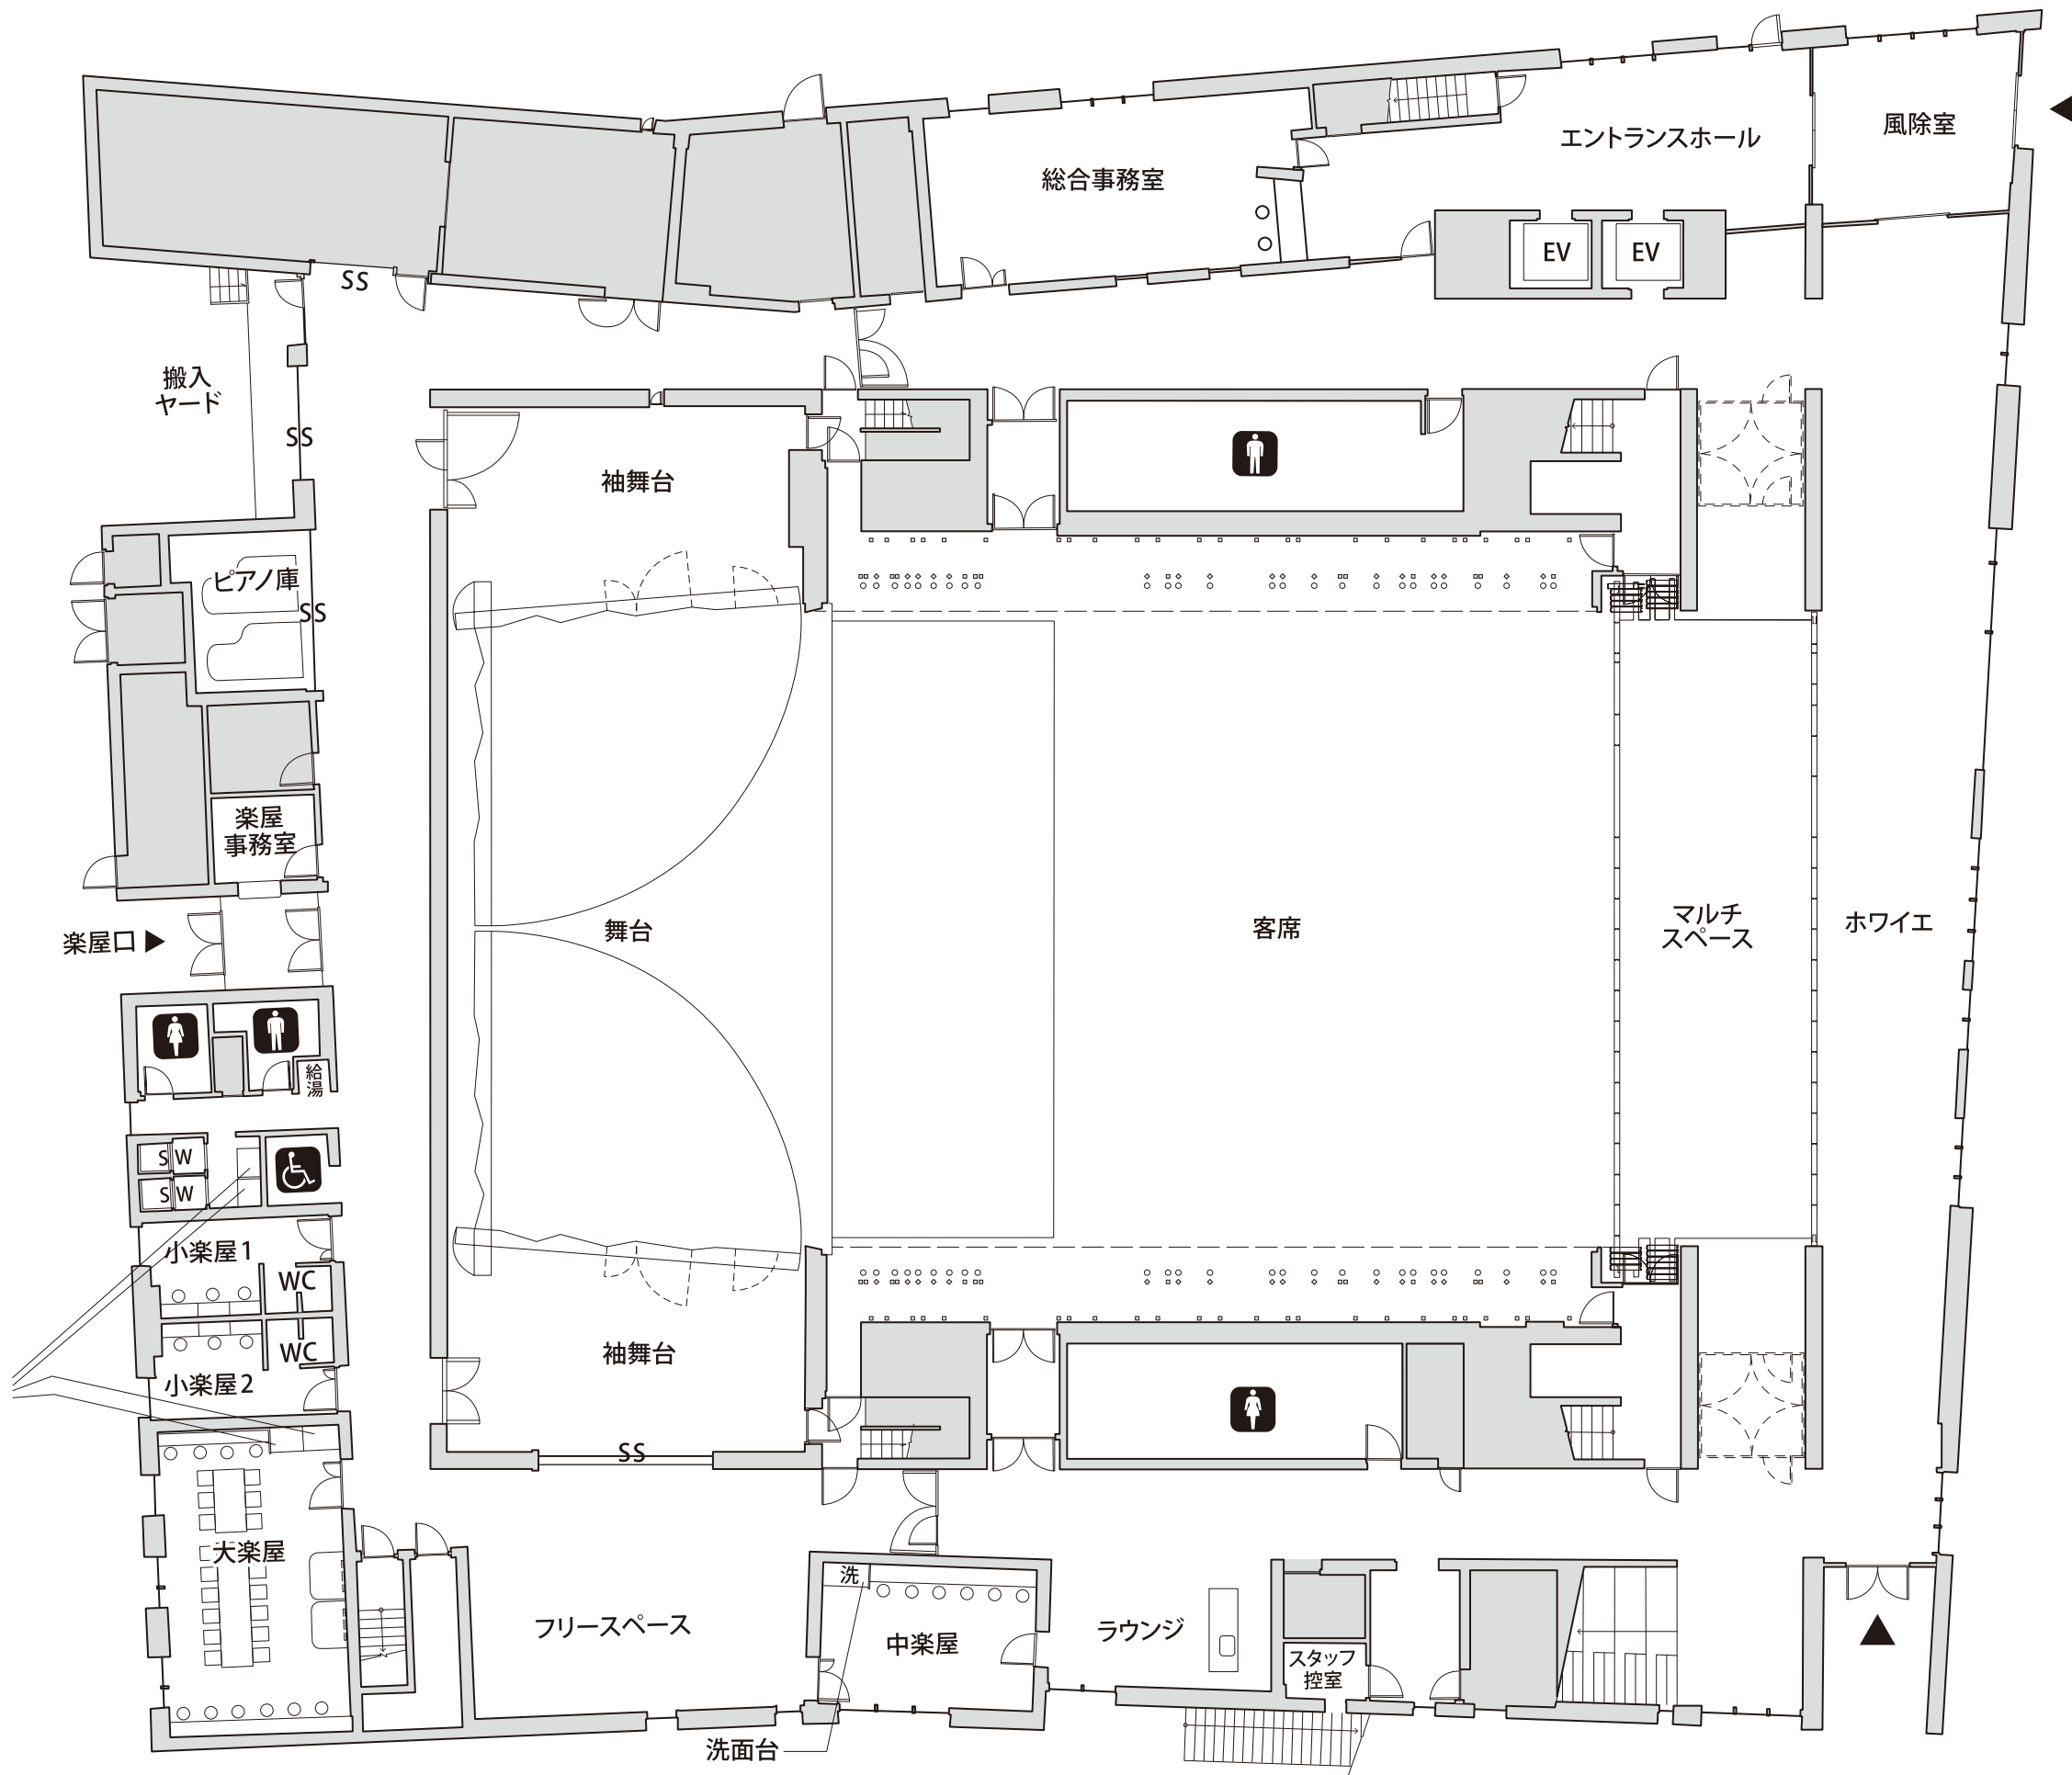 風除室
エントランスホール
総合事務室
EV
EV
SS
搬入
ヤード
SS
袖舞台
ピアノ庫
SS
楽屋
事務室
舞台
客席
マルチ
スペース
ホワイエ
楽屋口
給
湯
S W
S W
小楽屋1
WC
WC
小楽屋2
袖舞台
SS
大楽屋
洗
フリースペース
中楽屋
ラウンジ
スタッフ
控室
洗面台